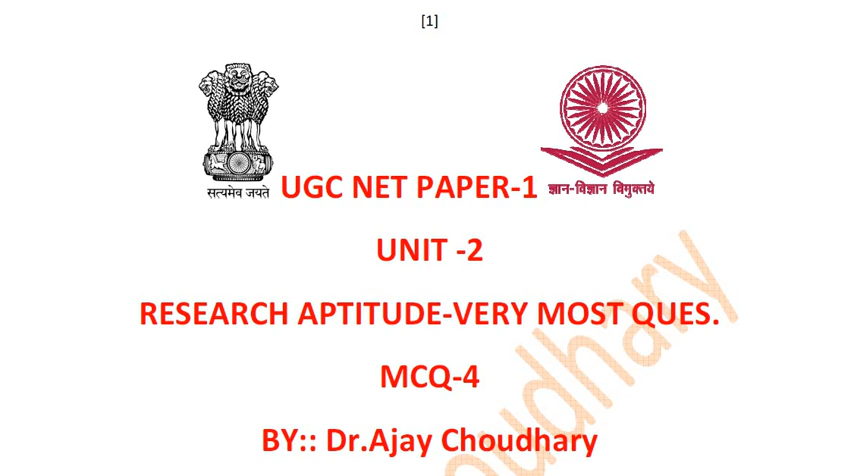 [1]
सत्यमेव जयते
ज्ञान-विज्ञान विमुक्तये
UGC NET PAPER-1
UNIT -2
RESEARCH APTITUDE-VERY MOST QUES.
MCQ-4
BY:: Dr.Ajay Choudhary
oudhary